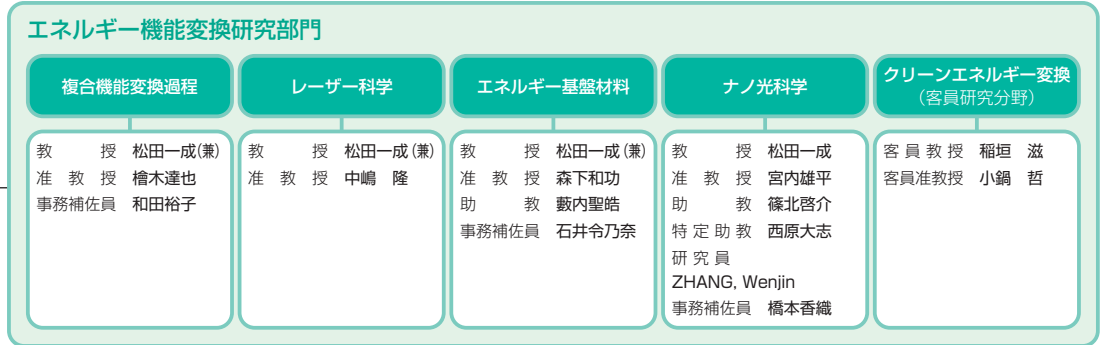 エネルギー機能変換研究部門
複合機能変換過程
教授 松田一成(兼)
准教授 檜木達也
事務補佐員 和田裕子
レーザー科学
教授 松田一成(兼)
准教授 中嶋 隆
エネルギー基盤材料
教授 松田一成(兼)
准教授 森下和功
助教 藪内聖皓
事務補佐員 石井令乃奈
ナノ光科学
教授 松田一成
准教授 宮内雄平
助教 篠北啓介
特定助教 西原大志
研究員
ZHANG, Wenjin
事務補佐員 橋本香織
クリーンエネルギー変換
(客員研究分野)
客員教授 稲垣 滋
客員准教授 小鍋 哲